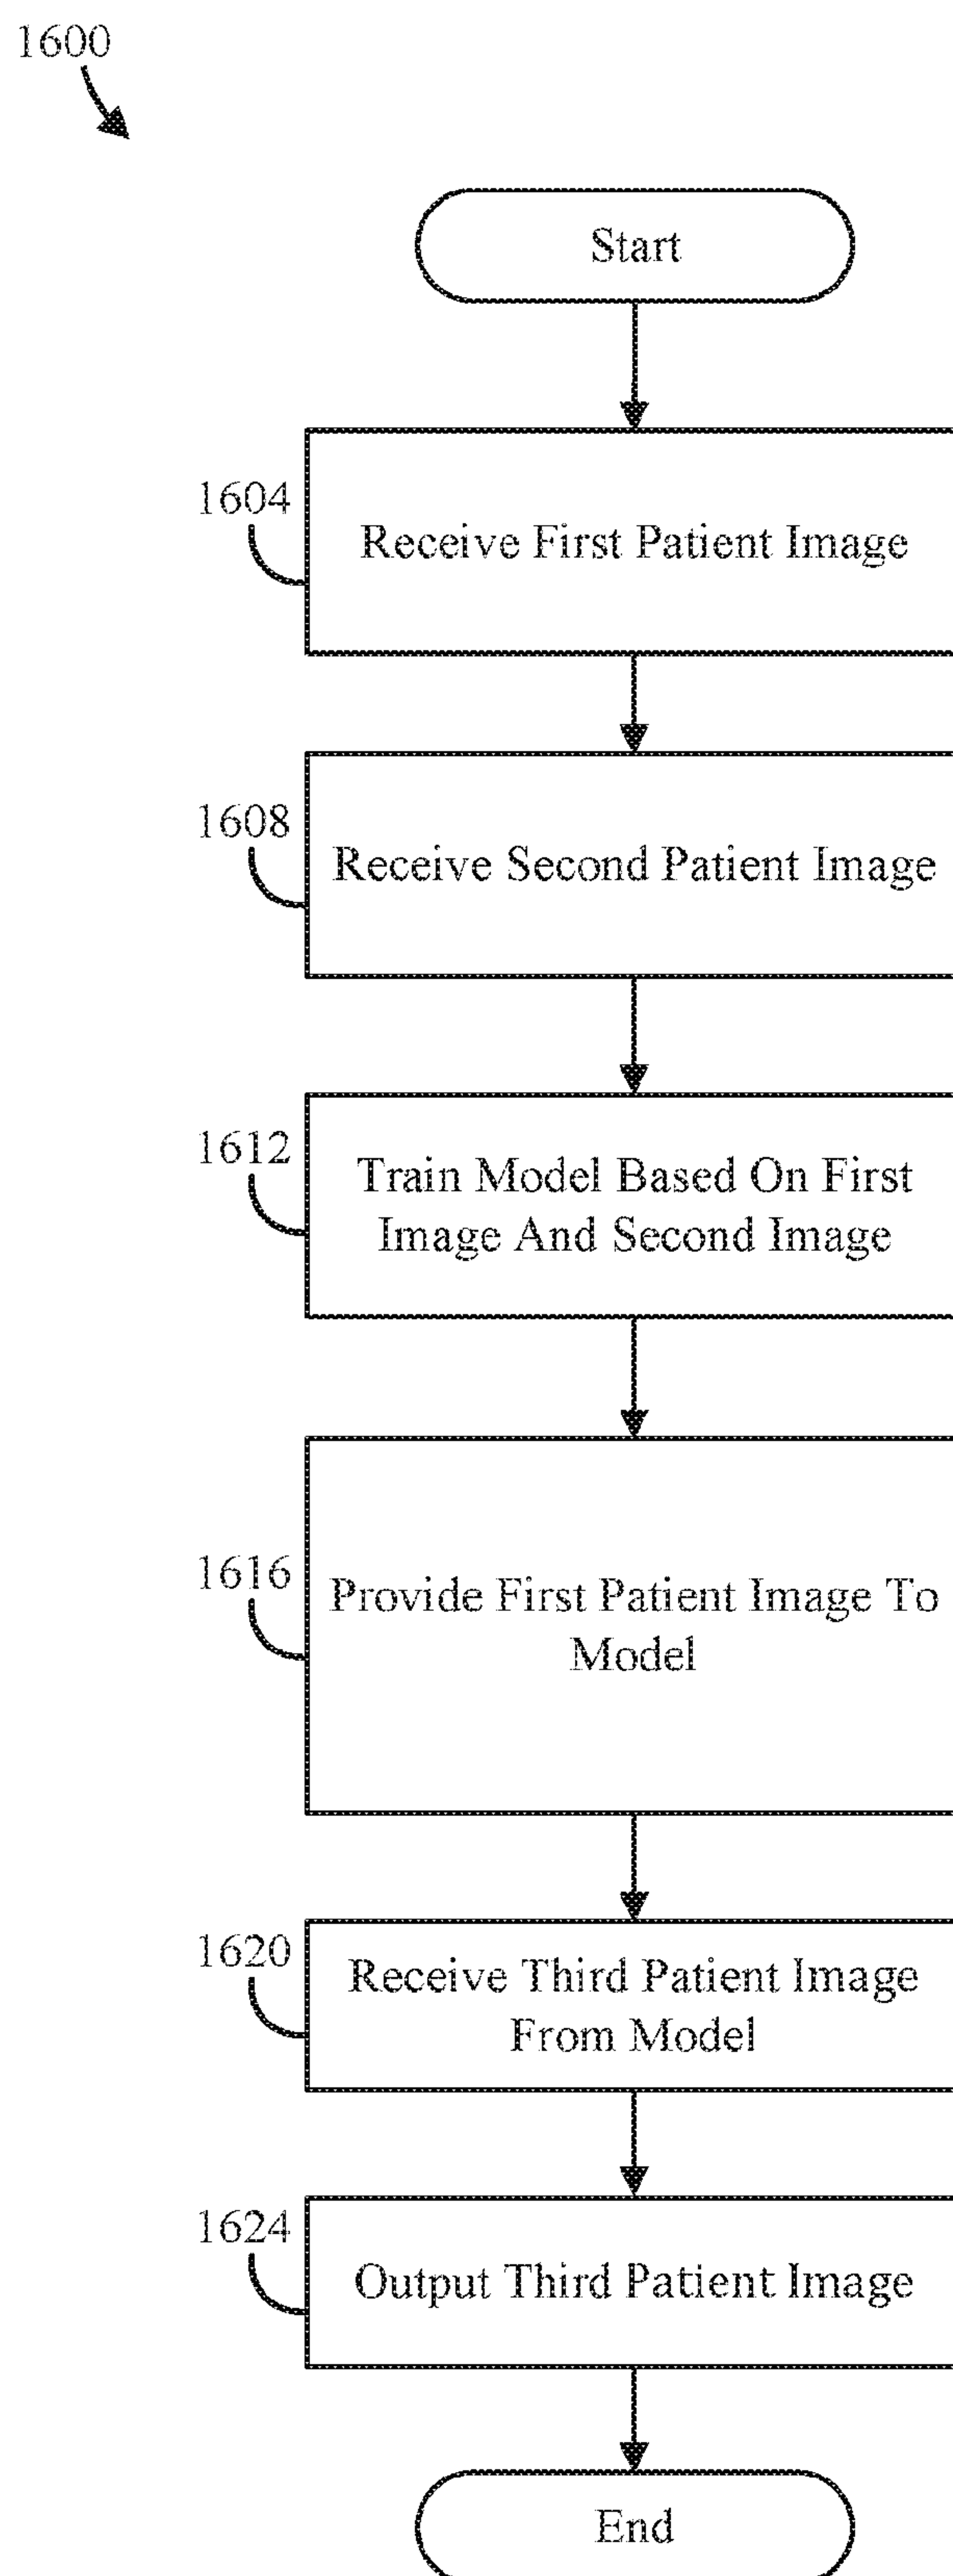 1600
Start
1604
Receive First Patient Image
1608
Receive Second Patient Image
1612
Train Model Based On First
Image And Second Image
1616
Provide First Patient Image To
Model
1620
Receive Third Patient Image
From Model
1624
Output Third Patient Image
End